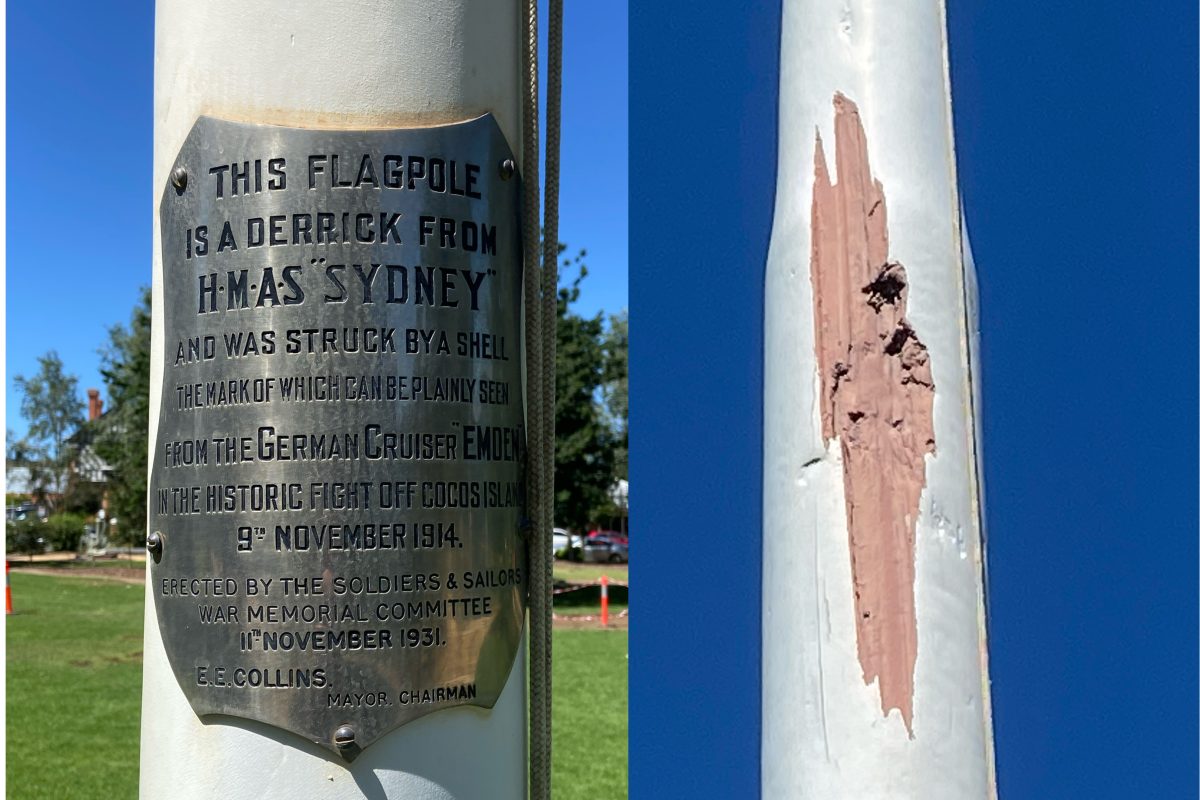 THIS FLAGPOLE
IS A DERRICK FROM
H·M·A·S "SYDNEY"
AND WAS STRUCK BY A SHELL
THE MARK OF WHICH CAN BE PLAINLY SEEN
FROM THE GERMAN CRUISER "EMDEN"
IN THE HISTORIC FIGHT OFF COCOS ISLAND
9TH NOVEMBER 1914.
ERECTED BY THE SOLDIERS & SAILORS
WAR MEMORIAL COMMITTEE
11TH NOVEMBER 1931.
E.E.COLLINS.
MAYOR. CHAIRMAN